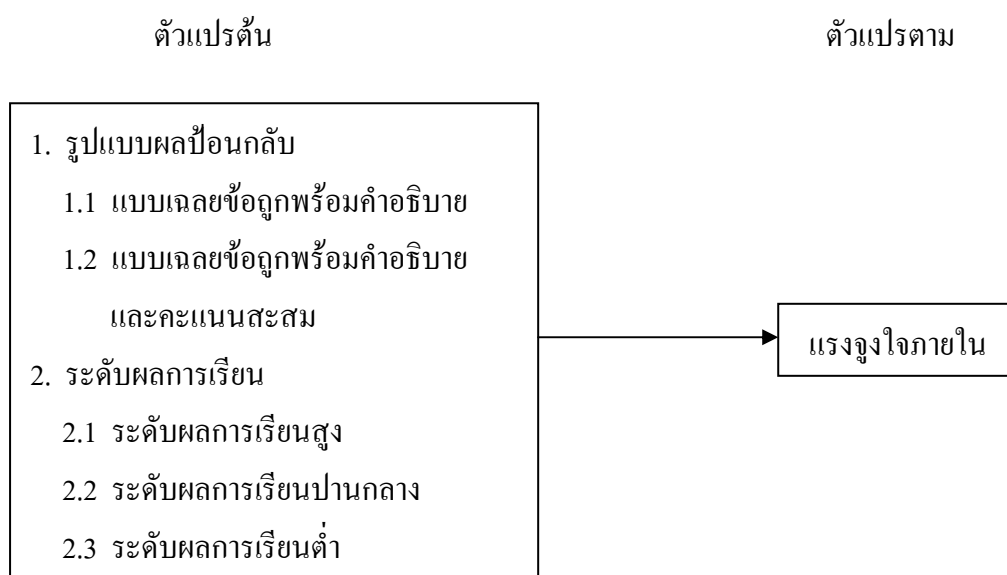 ตัวแปรต้น
ตัวแปรตาม
1. รูปแบบผลป้อนกลับ
1.1 แบบเฉลยข้อถูกพร้อมคำอธิบาย
1.2 แบบเฉลยข้อถูกพร้อมคำอธิบาย
และคะแนนสะสม
2. ระดับผลการเรียน
2.1 ระดับผลการเรียนสูง
2.2 ระดับผลการเรียนปานกลาง
2.3 ระดับผลการเรียนต่ำ
แรงจูงใจภายใน